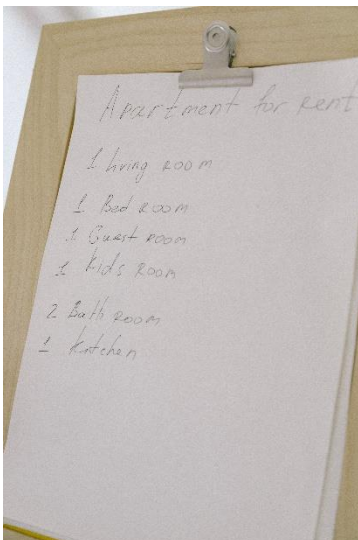 Apartment for rent
1 living room
1 Bed room
1 Guest room
1 Kids room
2 Bath room
1 Kitchen